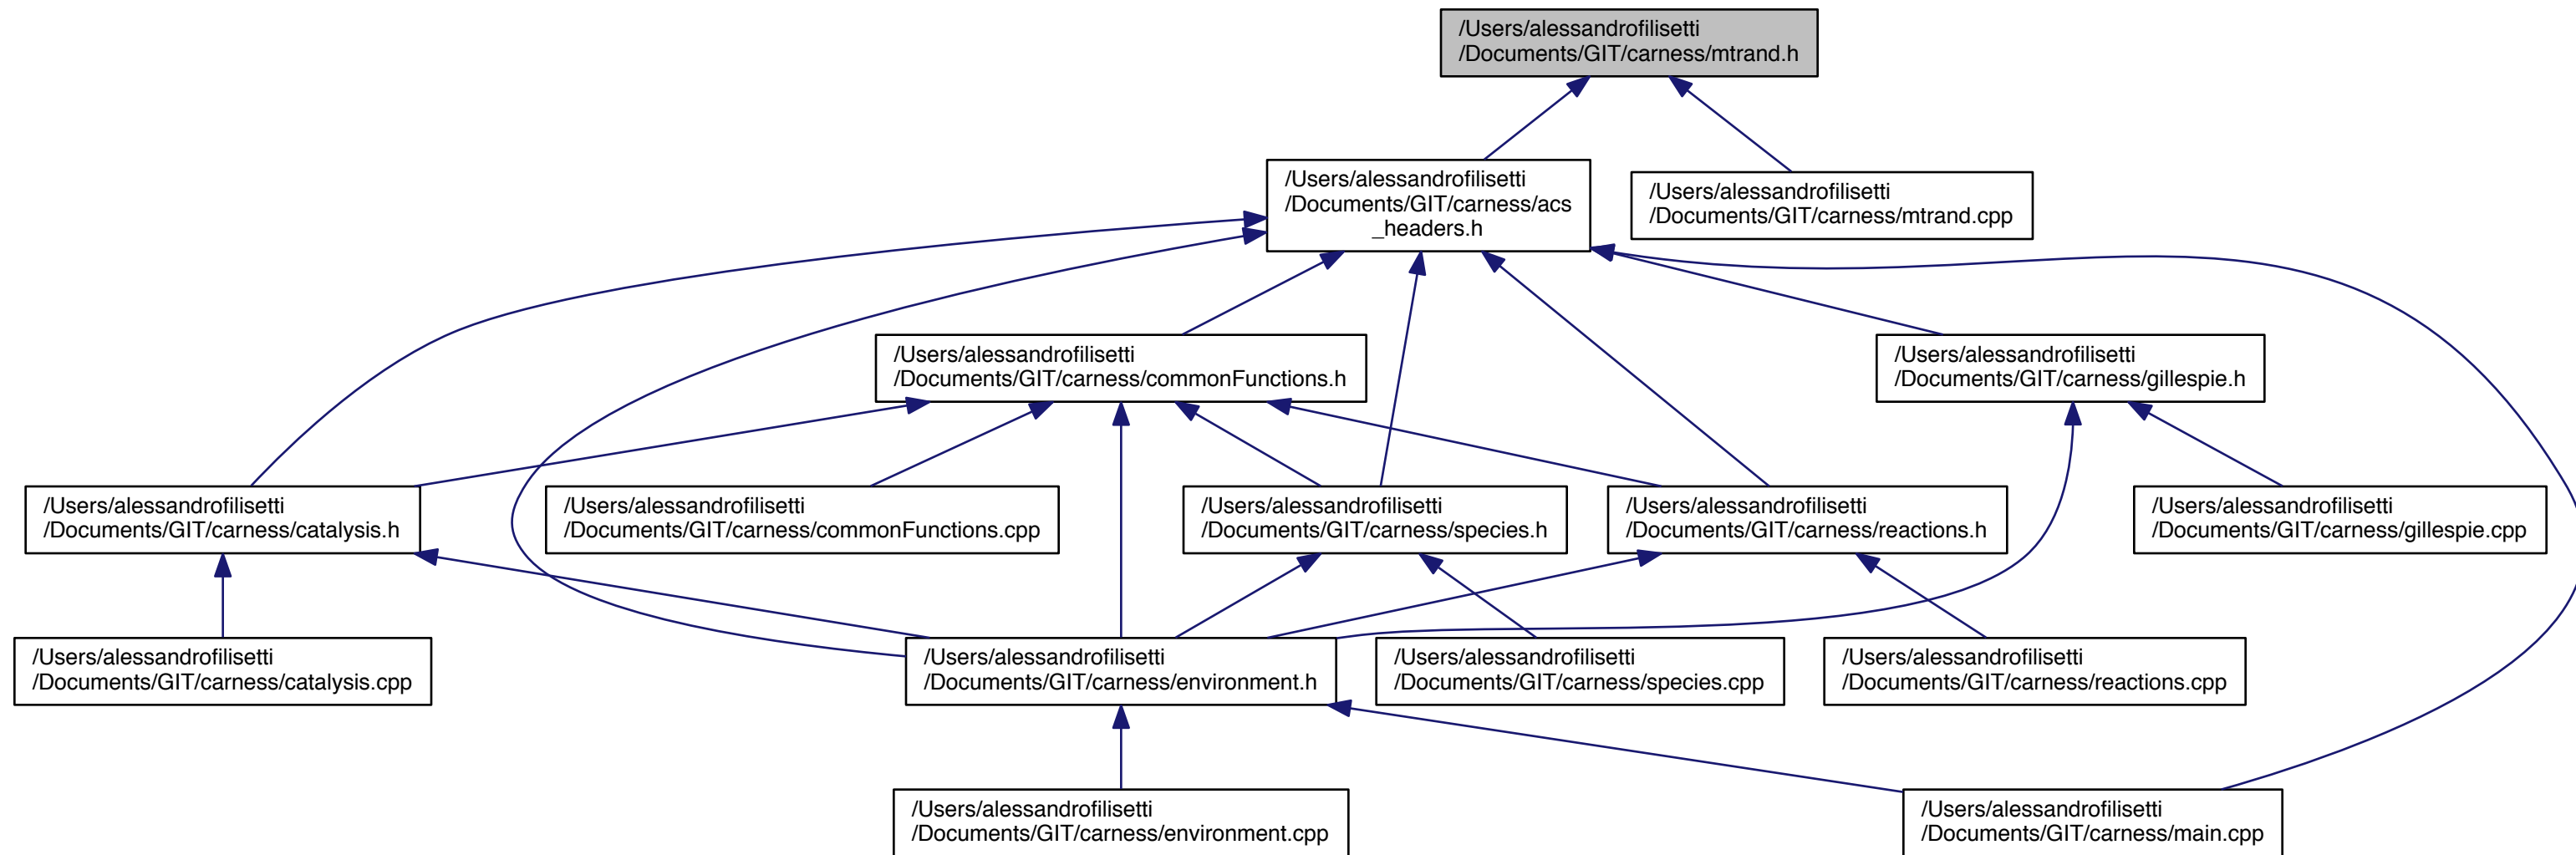 /Users/alessandrofilisetti
/Documents/GIT/carness/mtrand.h
/Users/alessandrofilisetti
/Documents/GIT/carness/acs
_headers.h
/Users/alessandrofilisetti
/Documents/GIT/carness/mtrand.cpp
/Users/alessandrofilisetti
/Documents/GIT/carness/commonFunctions.h
/Users/alessandrofilisetti
/Documents/GIT/carness/gillespie.h
/Users/alessandrofilisetti
/Documents/GIT/carness/catalysis.h
/Users/alessandrofilisetti
/Documents/GIT/carness/commonFunctions.cpp
/Users/alessandrofilisetti
/Documents/GIT/carness/species.h
/Users/alessandrofilisetti
/Documents/GIT/carness/reactions.h
/Users/alessandrofilisetti
/Documents/GIT/carness/gillespie.cpp
/Users/alessandrofilisetti
/Documents/GIT/carness/catalysis.cpp
/Users/alessandrofilisetti
/Documents/GIT/carness/environment.h
/Users/alessandrofilisetti
/Documents/GIT/carness/species.cpp
/Users/alessandrofilisetti
/Documents/GIT/carness/reactions.cpp
/Users/alessandrofilisetti
/Documents/GIT/carness/environment.cpp
/Users/alessandrofilisetti
/Documents/GIT/carness/main.cpp